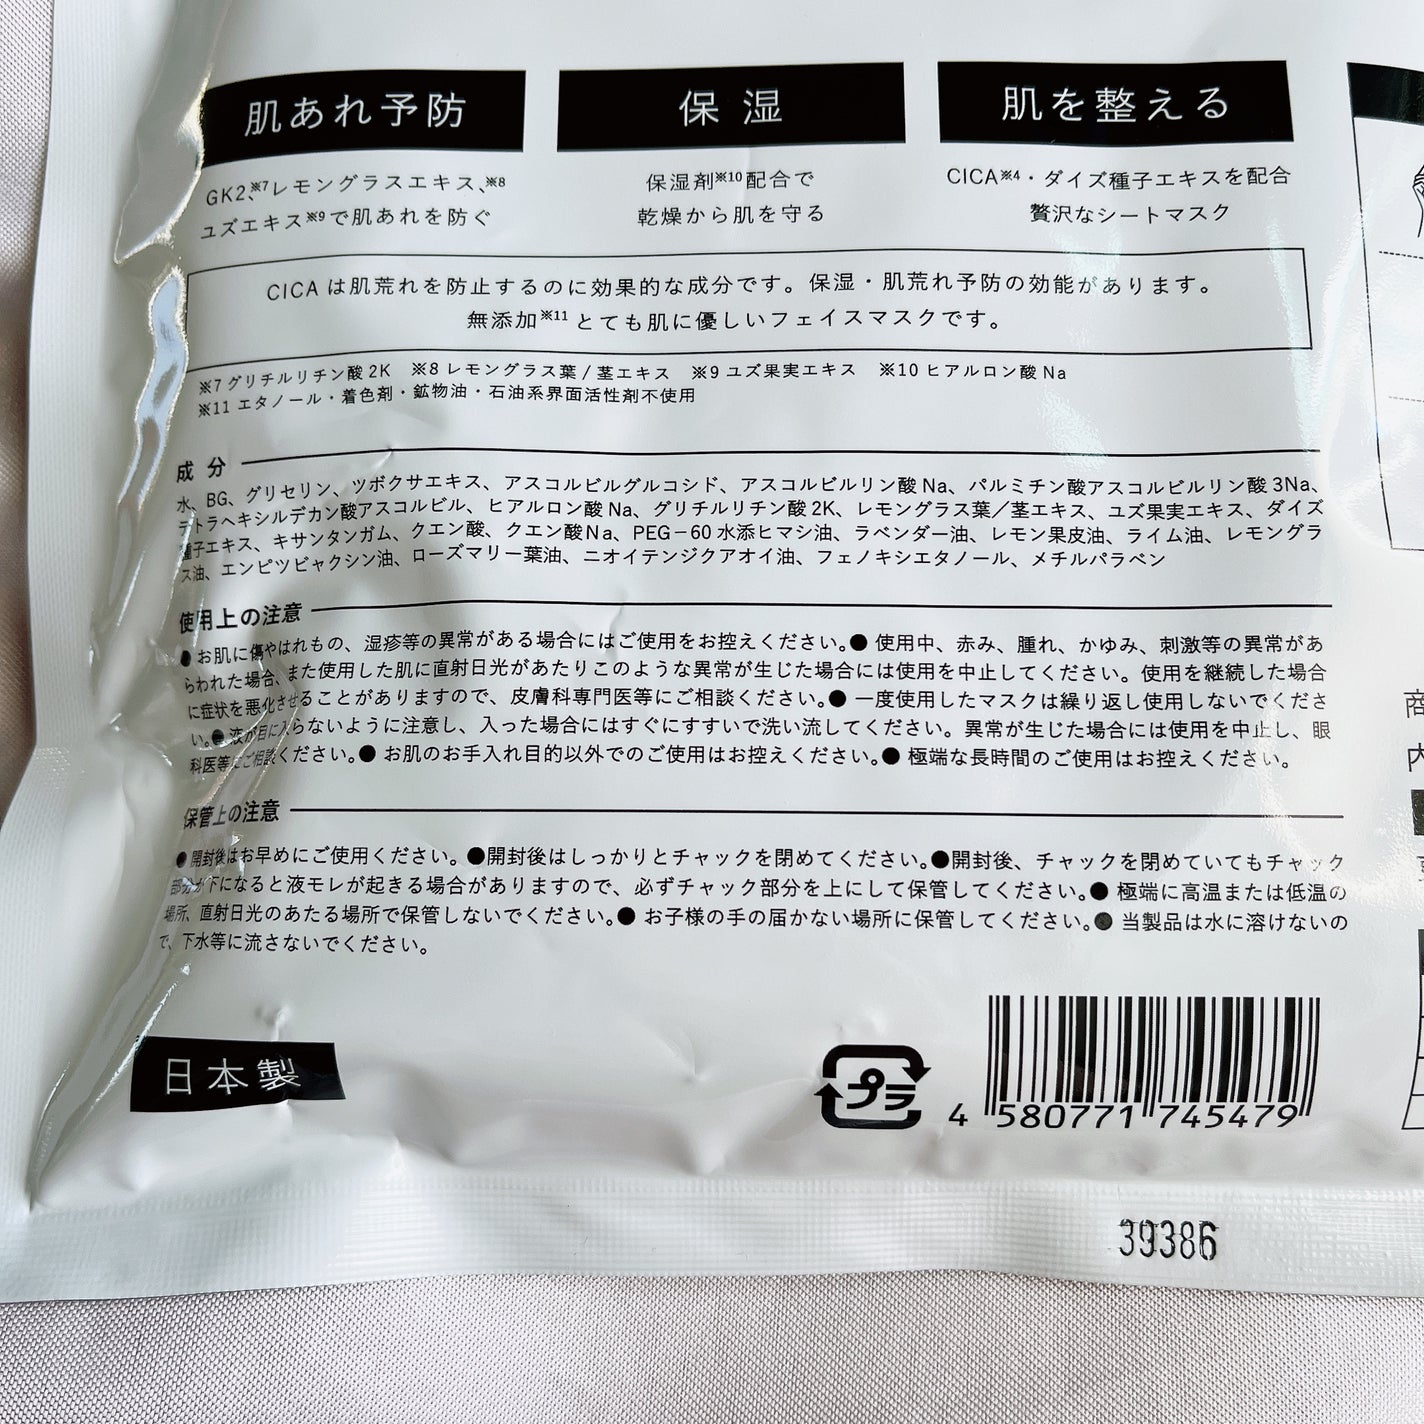 肌あれ予防
GK2、※7レモングラスエキス、※8
ユズエキス※9で肌あれを防ぐ
保湿
保湿剤※10配合で
乾燥から肌を守る
肌を整える
CICA※4・ダイズ種子エキスを配合
贅沢なシートマスク
CICAは肌荒れを防止するのに効果的な成分です。保湿・肌荒れ予防の効能があります。
無添加※11とても肌に優しいフェイスマスクです。
※7 グリチルリチン酸2K ※8 レモングラス葉/茎エキス ※9 ユズ果実エキス ※10 ヒアルロン酸Na
※11 エタノール・着色剤・鉱物油・石油系界面活性剤不使用
成分
水、BG、グリセリン、ツボクサエキス、アスコルビルグルコシド、アスコルビルリン酸Na、パルミチン酸アスコルビルリン酸3Na、
テトラヘキシルデカン酸アスコルビル、ヒアルロン酸Na、グリチルリチン酸2K、レモングラス葉/茎エキス、ユズ果実エキス、ダイズ
種子エキス、キサンタンガム、クエン酸、クエン酸Na、PEG−60水添ヒマシ油、ラベンダー油、レモン果皮油、ライム油、レモングラ
ス油、エンピツビャクシン油、ローズマリー葉油、ニオイテンジクアオイ油、フェノキシエタノール、メチルパラベン
使用上の注意
●お肌に傷やはれもの、湿疹等の異常がある場合にはご使用をお控えください。●使用中、赤み、腫れ、かゆみ、刺激等の異常があ
らわれた場合、また使用した肌に直射日光があたりこのような異常が生じた場合には使用を中止してください。使用を継続した場合
に症状を悪化させることがありますので、皮膚科専門医等にご相談ください。●一度使用したマスクは繰り返し使用しないでくださ
い。●液が目に入らないように注意し、入った場合にはすぐにすすいで洗い流してください。異常が生じた場合には使用を中止し、眼
科医等にご相談ください。●お肌のお手入れ目的以外でのご使用はお控えください。●極端な長時間のご使用はお控えください。
保管上の注意
●開封後はお早めにご使用ください。●開封後はしっかりとチャックを閉めてください。●開封後、チャックを閉めていてもチャック
部分が下になると液モレが起きる場合がありますので、必ずチャック部分を上にして保管してください。●極端に高温または低温の
場所、直射日光のあたる場所で保管しないでください。●お子様の手の届かない場所に保管してください。●当製品は水に溶けないの
で、下水等に流さないでください。
日本製
プラ
4 580771 745479
39386
商
内